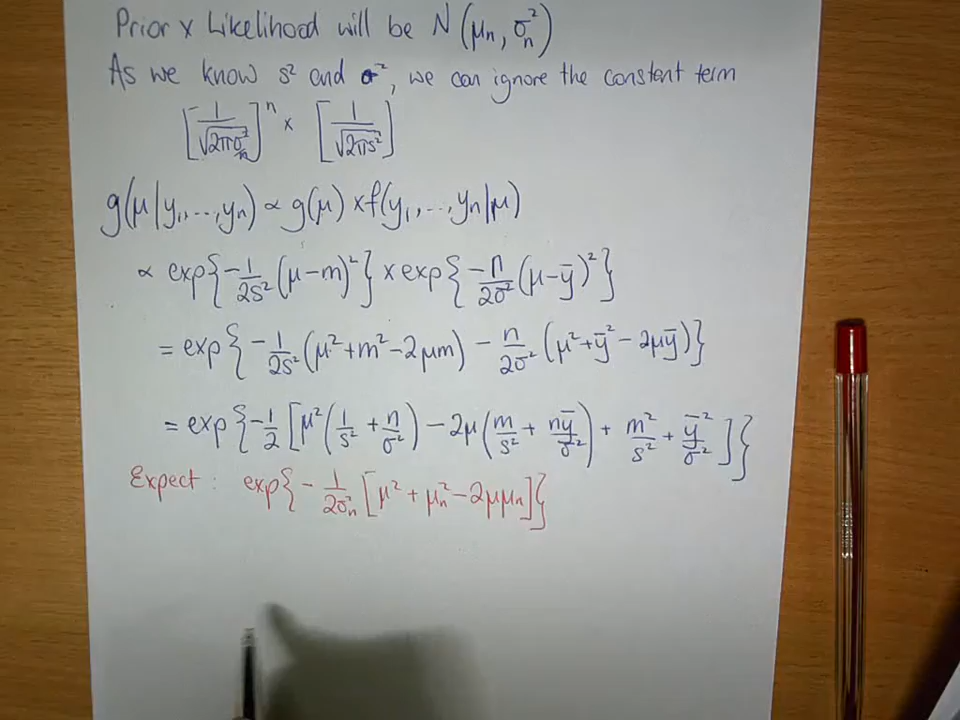 Prior x Likelihood will be N(μₙ, σₙ²)
As we know s² and σ², we can ignore the constant term
[1/√(2πσₙ²)]ⁿ x [1/√(2πs²)]
g(μ|y₁,...,yₙ) ∝ g(μ) x f(y₁,...,yₙ|μ)
∝ exp{-1/(2s²) (μ-m)²} x exp{-n/(2σ²) (μ-ȳ)²}
= exp{-1/(2s²) (μ²+m²-2μm) - n/(2σ²) (μ²+ȳ²-2μȳ)}
= exp{-1/2 [μ²(1/s² + n/σ²) - 2μ(m/s² + nȳ/σ²) + m²/s² + ȳ²/σ²]}
Expect: exp{-1/(2σₙ²) [μ² + μₙ² - 2μμₙ]}